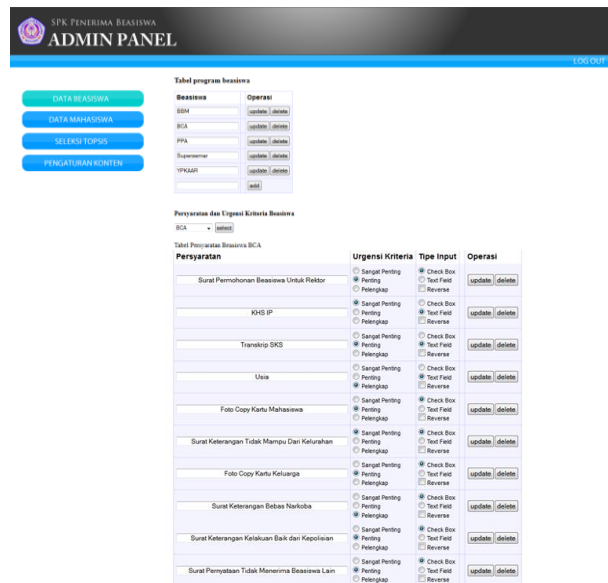 SPK Penerima Beasiswa
ADMIN PANEL
LOG OUT
DATA BEASISWA
DATA MAHASISWA
SELEKSI TOPSIS
PENGATURAN KONTEN
Tabel program beasiswa
Beasiswa Operasi
BBM update delete
BCA update delete
PPA update delete
Supersemar update delete
YPKAAR update delete
add
Persyaratan dan Urgensi Kriteria Beasiswa
BCA select
Tabel Persyaratan Beasiswa BCA
Persyaratan Urgensi Kriteria Tipe Input Operasi
Sangat Penting Check Box
Surat Permohonan Beasiswa Untuk Rektor Penting Text Field update delete
Pelengkap Reverse
Sangat Penting Check Box
KHS IP Penting Text Field update delete
Pelengkap Reverse
Sangat Penting Check Box
Transkrip SKS Penting Text Field update delete
Pelengkap Reverse
Sangat Penting Check Box
Usia Penting Text Field update delete
Pelengkap Reverse
Sangat Penting Check Box
Foto Copy Kartu Mahasiswa Penting Text Field update delete
Pelengkap Reverse
Sangat Penting Check Box
Surat Keterangan Tidak Mampu Dari Kelurahan Penting Text Field update delete
Pelengkap Reverse
Sangat Penting Check Box
Foto Copy Kartu Keluarga Penting Text Field update delete
Pelengkap Reverse
Sangat Penting Check Box
Surat Keterangan Bebas Narkoba Penting Text Field update delete
Pelengkap Reverse
Sangat Penting Check Box
Surat Keterangan Kelakuan Baik dari Kepolisian Penting Text Field update delete
Pelengkap Reverse
Sangat Penting Check Box
Surat Pernyataan Tidak Menerima Beasiswa Lain Penting Text Field update delete
Pelengkap Reverse